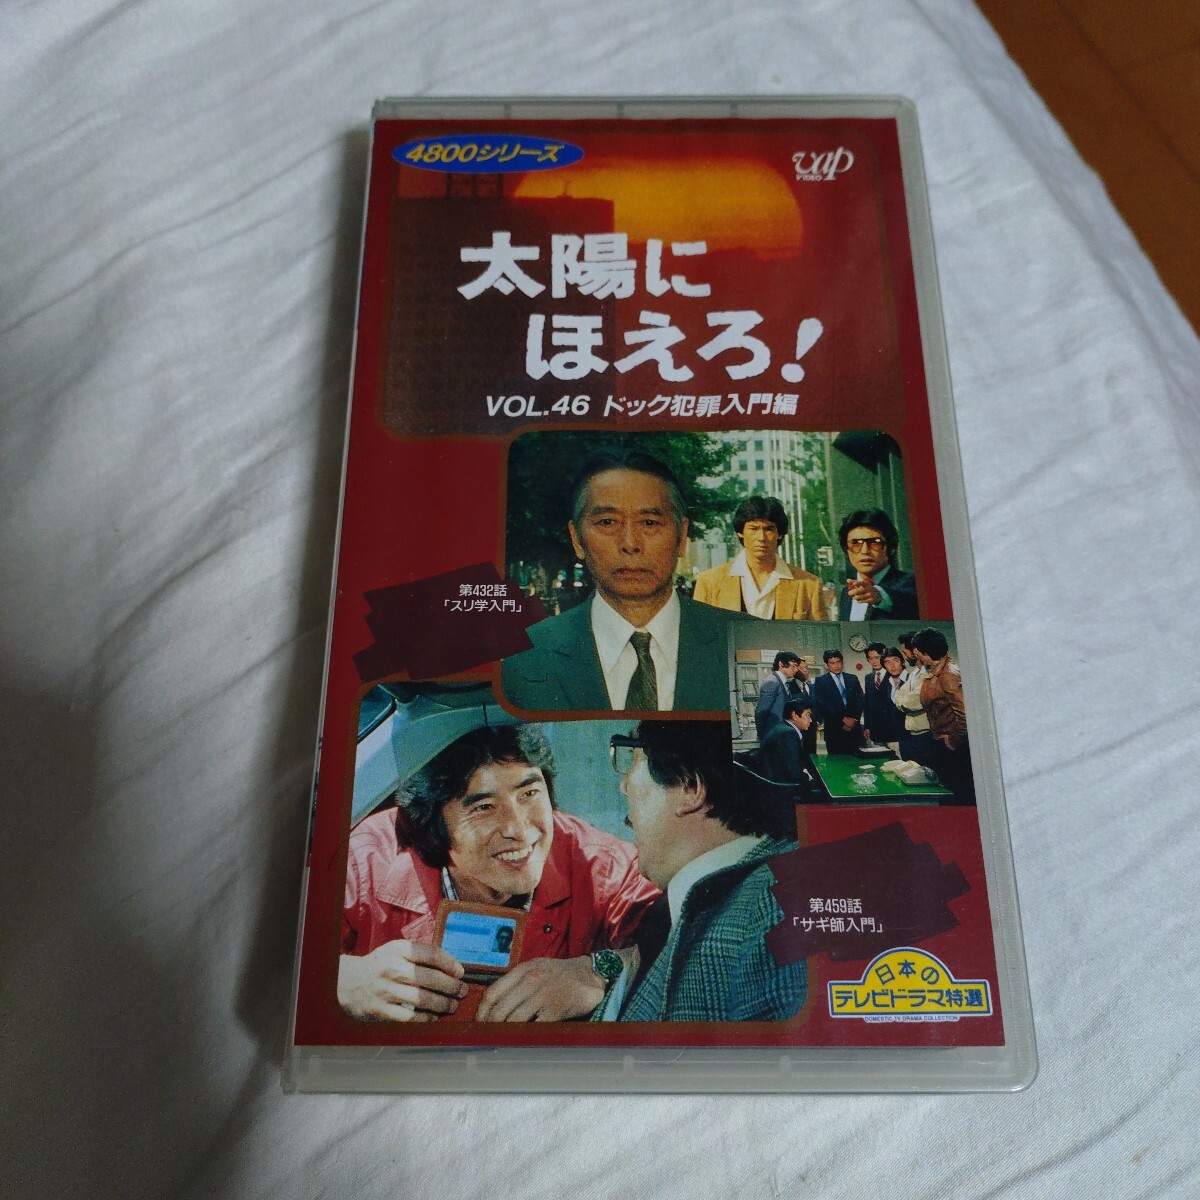 4800シリーズ
vap
VIDEO
太陽に
ほえろ!
VOL.46 ドック犯罪入門編
第432話
「スリ学入門」
第459話
「サギ師入門」
日本の
テレビドラマ特選
DOMESTIC TV DRAMA COLLECTION